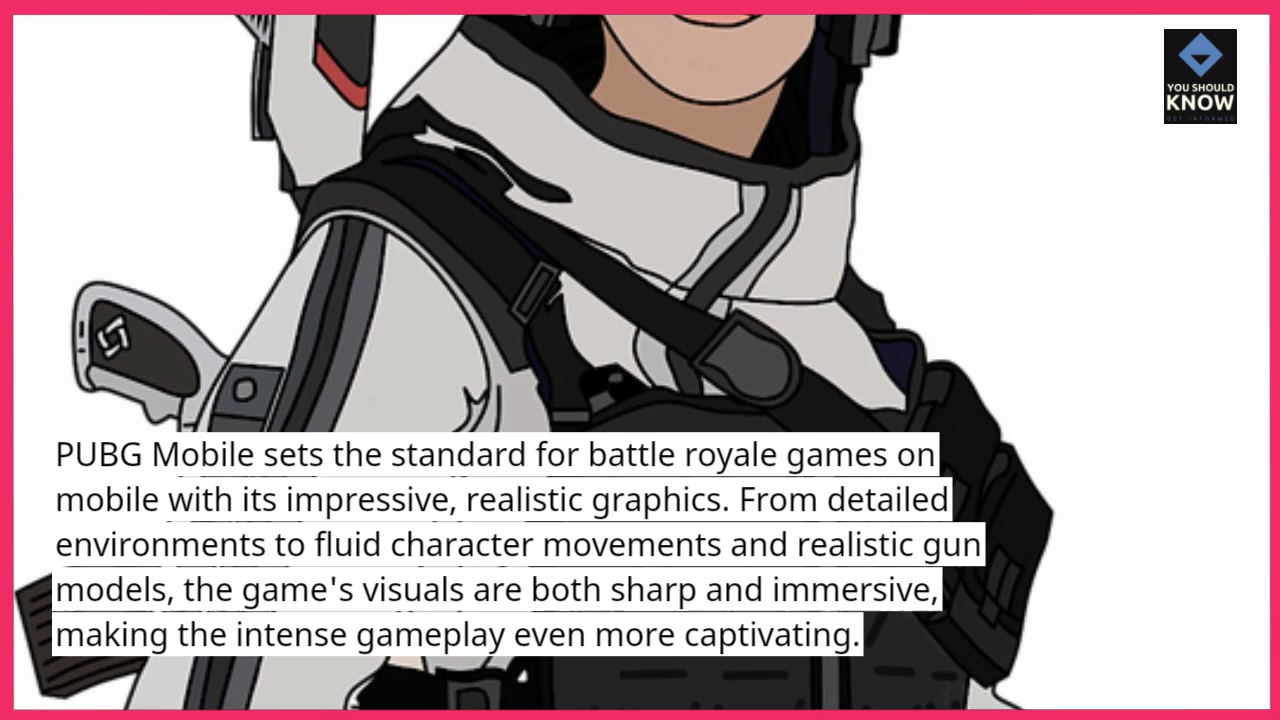 YOU SHOULD
KNOW
GET INFORMED
PUBG Mobile sets the standard for battle royale games on
mobile with its impressive, realistic graphics. From detailed
environments to fluid character movements and realistic gun
models, the game's visuals are both sharp and immersive,
making the intense gameplay even more captivating.